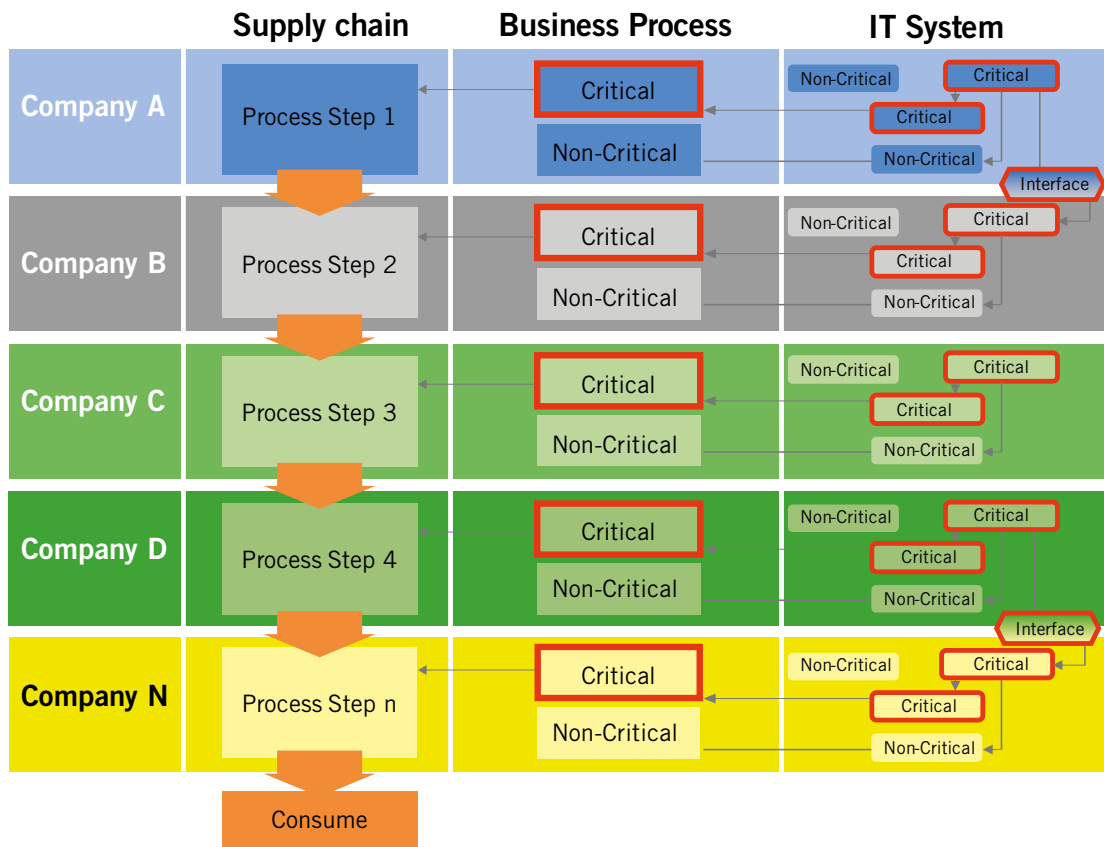 Supply chain
Business Process
IT System
Company A
Process Step 1
Critical
Non-Critical
Non-Critical
Critical
Critical
Non-Critical
Interface
Company B
Process Step 2
Critical
Non-Critical
Non-Critical
Critical
Critical
Non-Critical
Company C
Process Step 3
Critical
Non-Critical
Non-Critical
Critical
Critical
Non-Critical
Company D
Process Step 4
Critical
Non-Critical
Non-Critical
Critical
Critical
Non-Critical
Interface
Company N
Process Step n
Critical
Non-Critical
Non-Critical
Critical
Critical
Non-Critical
Consume